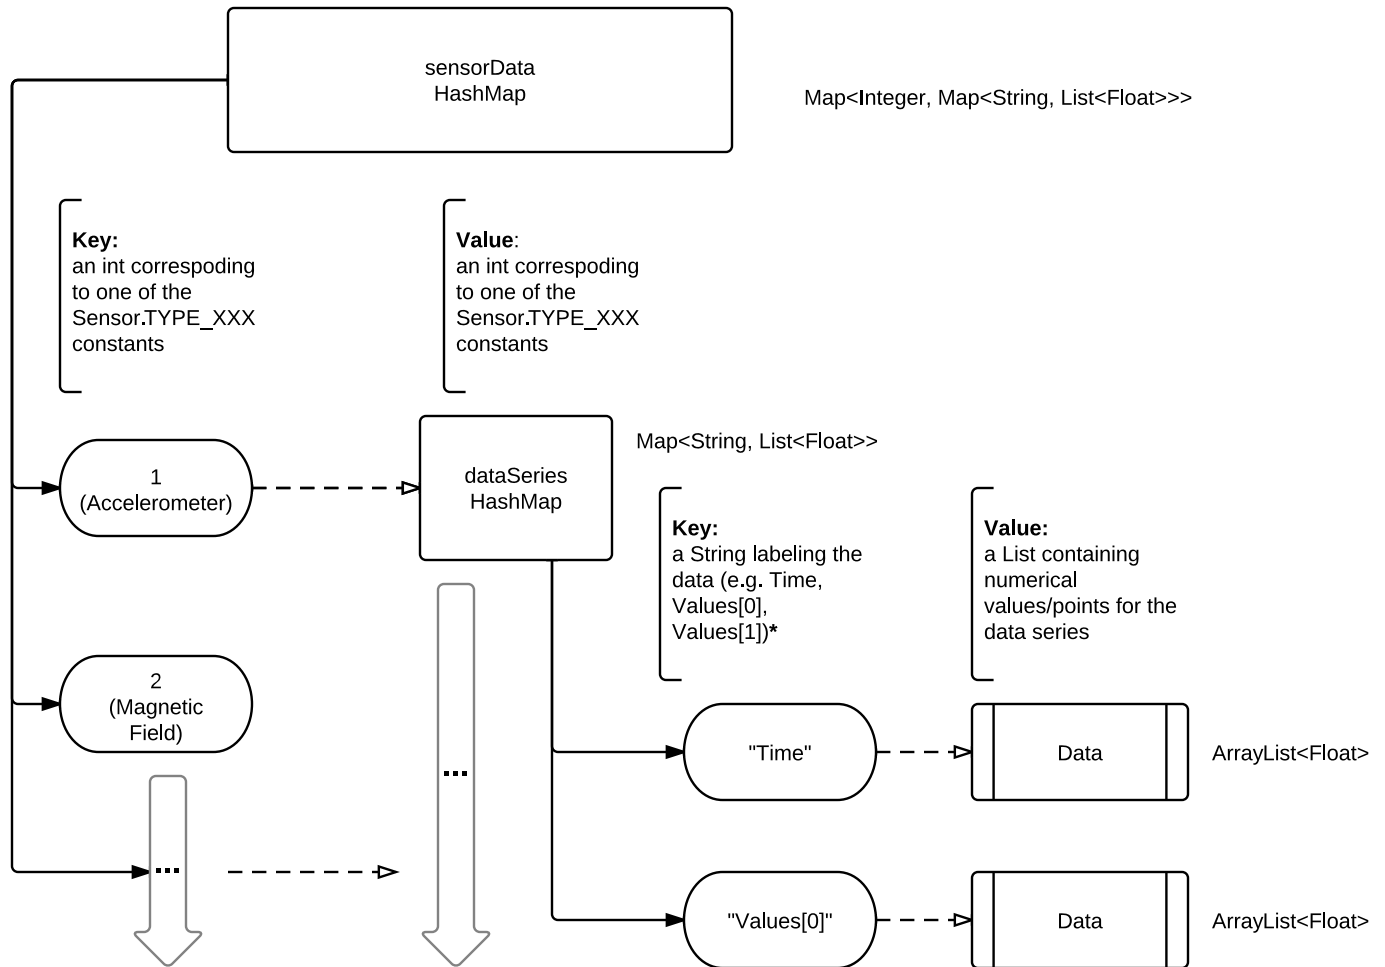 sensorData
HashMap
Map<Integer, Map<String, List<Float>>>
Key:
an int correspoding
to one of the
Sensor.TYPE_XXX
constants
Value:
an int correspoding
to one of the
Sensor.TYPE_XXX
constants
1
(Accelerometer)
dataSeries
HashMap
Map<String, List<Float>>
Key:
a String labeling the
data (e.g. Time,
Values[0],
Values[1])*
Value:
a List containing
numerical
values/points for the
data series
2
(Magnetic
Field)
...
"Time"
Data
ArrayList<Float>
...
"Values[0]"
Data
ArrayList<Float>